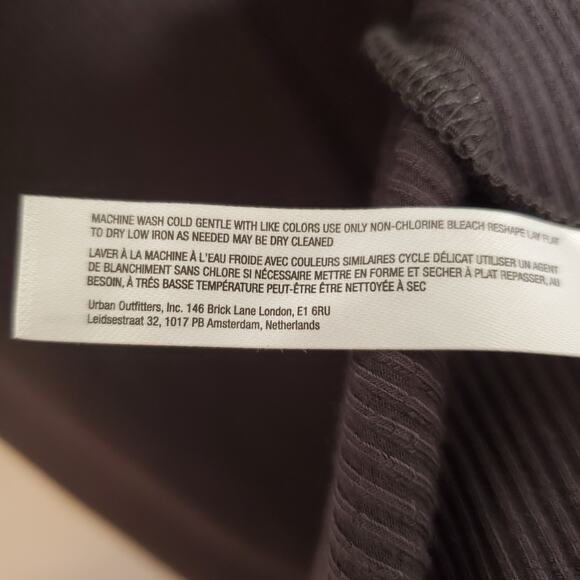 MACHINE WASH COLD GENTLE WITH LIKE COLORS USE ONLY NON-CHLORINE BLEACH RESHAPE LAY FLAT
TO DRY LOW IRON AS NEEDED MAY BE DRY CLEANED
LAVER À LA MACHINE À L'EAU FROIDE AVEC COULEURS SIMILAIRES CYCLE DÉLICAT UTILISER UN AGENT
DE BLANCHIMENT SANS CHLORE SI NÉCESSAIRE METTRE EN FORME ET SECHER À PLAT REPASSER, AU
BESOIN, À TRÉS BASSE TEMPÉRATURE PEUT-ÉTRE ÉTRE NETTOYÉE À SEC
Urban Outfitters, Inc. 146 Brick Lane London, E1 6RU
Leidsestraat 32, 1017 PB Amsterdam, Netherlands